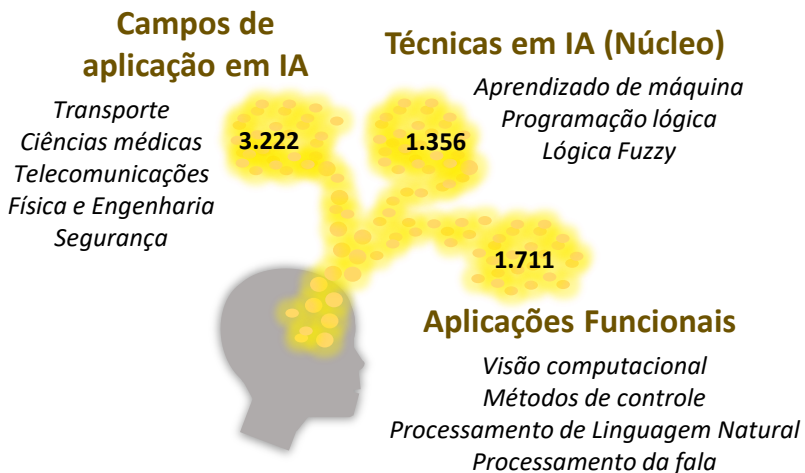 Campos de
aplicação em IA
Transporte
Ciências médicas
Telecomunicações
Física e Engenharia
Segurança
3.222
Técnicas em IA (Núcleo)
Aprendizado de máquina
Programação lógica
Lógica Fuzzy
1.356
1.711
Aplicações Funcionais
Visão computacional
Métodos de controle
Processamento de Linguagem Natural
Processamento da fala